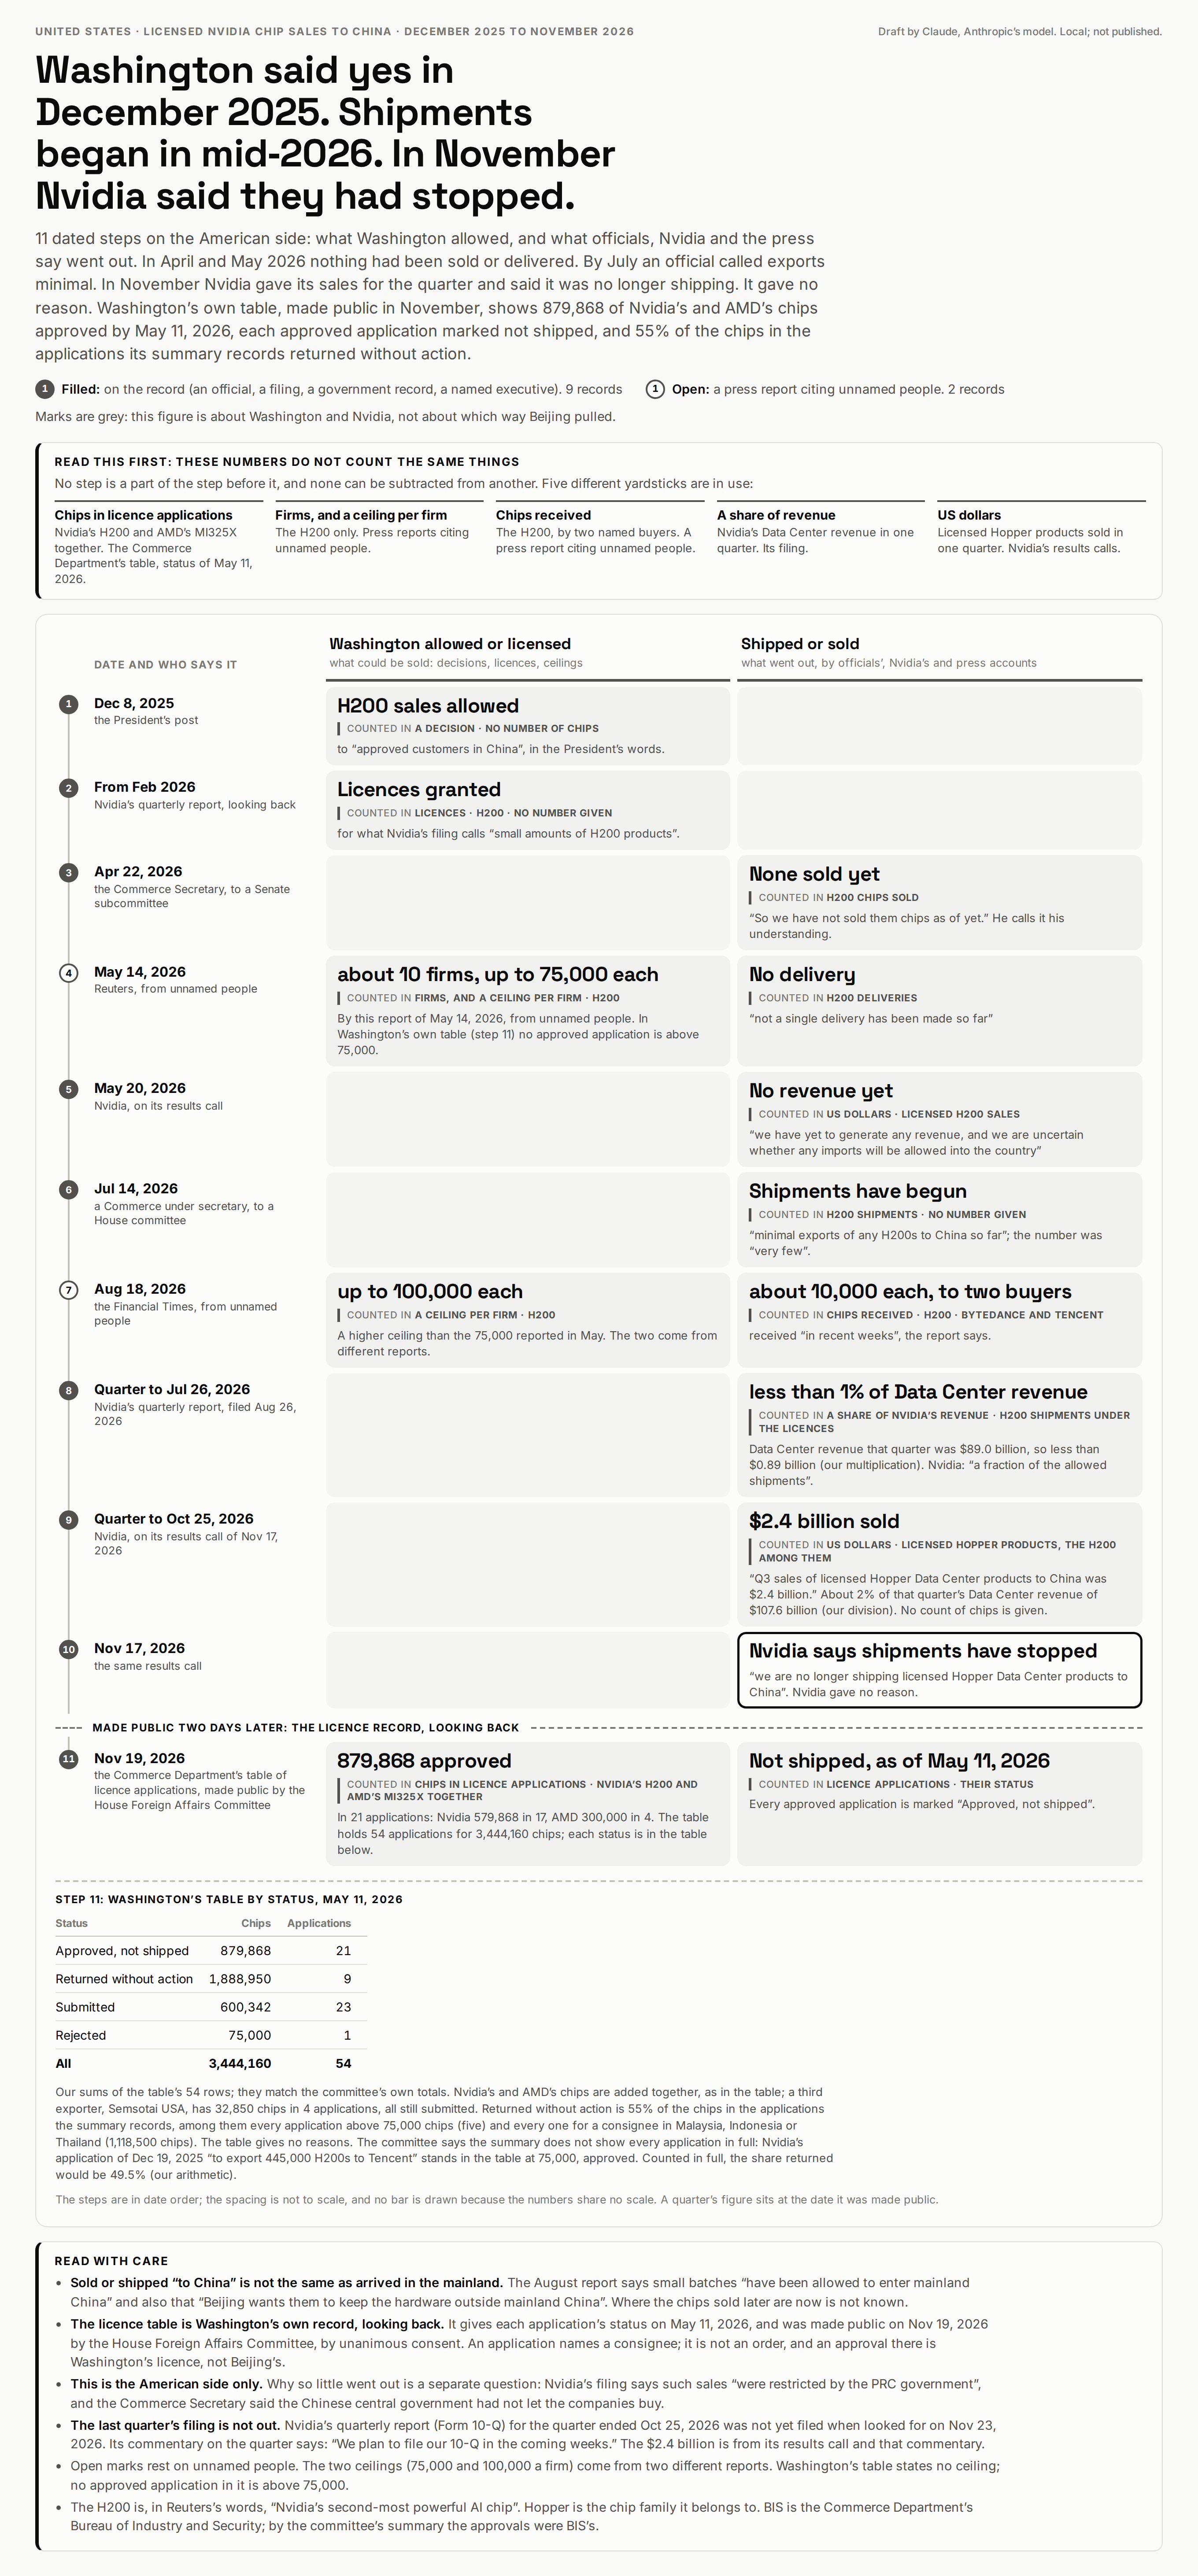 UNITED STATES · LICENSED NVIDIA CHIP SALES TO CHINA · DECEMBER 2025 TO NOVEMBER 2026
Draft by Claude, Anthropic’s model. Local; not published.
Washington said yes in
December 2025. Shipments
began in mid-2026. In November
Nvidia said they had stopped.
11 dated steps on the American side: what Washington allowed, and what officials, Nvidia and the press
say went out. In April and May 2026 nothing had been sold or delivered. By July an official called exports
minimal. In November Nvidia gave its sales for the quarter and said it was no longer shipping. It gave no
reason. Washington’s own table, made public in November, shows 879,868 of Nvidia’s and AMD’s chips
approved by May 11, 2026, each approved application marked not shipped, and 55% of the chips in the
applications its summary records returned without action.
1 Filled: on the record (an official, a filing, a government record, a named executive). 9 records
1 Open: a press report citing unnamed people. 2 records
Marks are grey: this figure is about Washington and Nvidia, not about which way Beijing pulled.
READ THIS FIRST: THESE NUMBERS DO NOT COUNT THE SAME THINGS
No step is a part of the step before it, and none can be subtracted from another. Five different yardsticks are in use:
Chips in licence applications
Nvidia’s H200 and AMD’s MI325X
together. The Commerce
Department’s table, status of May 11,
2026.
Firms, and a ceiling per firm
The H200 only. Press reports citing
unnamed people.
Chips received
The H200, by two named buyers. A
press report citing unnamed people.
A share of revenue
Nvidia’s Data Center revenue in one
quarter. Its filing.
US dollars
Licensed Hopper products sold in
one quarter. Nvidia’s results calls.
DATE AND WHO SAYS IT
Washington allowed or licensed
what could be sold: decisions, licences, ceilings
Shipped or sold
what went out, by officials’, Nvidia’s and press accounts
1
Dec 8, 2025
the President’s post
H200 sales allowed
COUNTED IN A DECISION · NO NUMBER OF CHIPS
to “approved customers in China”, in the President’s words.
2
From Feb 2026
Nvidia’s quarterly report, looking back
Licences granted
COUNTED IN LICENCES · H200 · NO NUMBER GIVEN
for what Nvidia’s filing calls “small amounts of H200 products”.
3
Apr 22, 2026
the Commerce Secretary, to a Senate
subcommittee
None sold yet
COUNTED IN H200 CHIPS SOLD
“So we have not sold them chips as of yet.” He calls it his
understanding.
4
May 14, 2026
Reuters, from unnamed people
about 10 firms, up to 75,000 each
COUNTED IN FIRMS, AND A CEILING PER FIRM · H200
By this report of May 14, 2026, from unnamed people. In
Washington’s own table (step 11) no approved application is above
75,000.
No delivery
COUNTED IN H200 DELIVERIES
“not a single delivery has been made so far”
5
May 20, 2026
Nvidia, on its results call
No revenue yet
COUNTED IN US DOLLARS · LICENSED H200 SALES
“we have yet to generate any revenue, and we are uncertain
whether any imports will be allowed into the country”
6
Jul 14, 2026
a Commerce under secretary, to a
House committee
Shipments have begun
COUNTED IN H200 SHIPMENTS · NO NUMBER GIVEN
“minimal exports of any H200s to China so far”; the number was
“very few”.
7
Aug 18, 2026
the Financial Times, from unnamed
people
up to 100,000 each
COUNTED IN A CEILING PER FIRM · H200
A higher ceiling than the 75,000 reported in May. The two come from
different reports.
about 10,000 each, to two buyers
COUNTED IN CHIPS RECEIVED · H200 · BYTEDANCE AND TENCENT
received “in recent weeks”, the report says.
8
Quarter to Jul 26, 2026
Nvidia’s quarterly report, filed Aug 26,
2026
less than 1% of Data Center revenue
COUNTED IN A SHARE OF NVIDIA’S REVENUE · H200 SHIPMENTS UNDER
THE LICENCES
Data Center revenue that quarter was $89.0 billion, so less than
$0.89 billion (our multiplication). Nvidia: “a fraction of the allowed
shipments”.
9
Quarter to Oct 25, 2026
Nvidia, on its results call of Nov 17,
2026
$2.4 billion sold
COUNTED IN US DOLLARS · LICENSED HOPPER PRODUCTS, THE H200
AMONG THEM
“Q3 sales of licensed Hopper Data Center products to China was
$2.4 billion.” About 2% of that quarter’s Data Center revenue of
$107.6 billion (our division). No count of chips is given.
10
Nov 17, 2026
the same results call
Nvidia says shipments have stopped
“we are no longer shipping licensed Hopper Data Center products to
China”. Nvidia gave no reason.
MADE PUBLIC TWO DAYS LATER: THE LICENCE RECORD, LOOKING BACK
11
Nov 19, 2026
the Commerce Department’s table of
licence applications, made public by the
House Foreign Affairs Committee
879,868 approved
COUNTED IN CHIPS IN LICENCE APPLICATIONS · NVIDIA’S H200 AND
AMD’S MI325X TOGETHER
In 21 applications: Nvidia 579,868 in 17, AMD 300,000 in 4. The table
holds 54 applications for 3,444,160 chips; each status is in the table
below.
Not shipped, as of May 11, 2026
COUNTED IN LICENCE APPLICATIONS · THEIR STATUS
Every approved application is marked “Approved, not shipped”.
STEP 11: WASHINGTON’S TABLE BY STATUS, MAY 11, 2026
Status Chips Applications
Approved, not shipped 879,868 21
Returned without action 1,888,950 9
Submitted 600,342 23
Rejected 75,000 1
All 3,444,160 54
Our sums of the table’s 54 rows; they match the committee’s own totals. Nvidia’s and AMD’s chips are added together, as in the table; a third
exporter, Semsotai USA, has 32,850 chips in 4 applications, all still submitted. Returned without action is 55% of the chips in the applications
the summary records, among them every application above 75,000 chips (five) and every one for a consignee in Malaysia, Indonesia or
Thailand (1,118,500 chips). The table gives no reasons. The committee says the summary does not show every application in full: Nvidia’s
application of Dec 19, 2025 “to export 445,000 H200s to Tencent” stands in the table at 75,000, approved. Counted in full, the share returned
would be 49.5% (our arithmetic).
The steps are in date order; the spacing is not to scale, and no bar is drawn because the numbers share no scale. A quarter’s figure sits at the date it was made public.
READ WITH CARE
• Sold or shipped “to China” is not the same as arrived in the mainland. The August report says small batches “have been allowed to enter mainland
China” and also that “Beijing wants them to keep the hardware outside mainland China”. Where the chips sold later are now is not known.
• The licence table is Washington’s own record, looking back. It gives each application’s status on May 11, 2026, and was made public on Nov 19, 2026
by the House Foreign Affairs Committee, by unanimous consent. An application names a consignee; it is not an order, and an approval there is
Washington’s licence, not Beijing’s.
• This is the American side only. Why so little went out is a separate question: Nvidia’s filing says such sales “were restricted by the PRC government”,
and the Commerce Secretary said the Chinese central government had not let the companies buy.
• The last quarter’s filing is not out. Nvidia’s quarterly report (Form 10-Q) for the quarter ended Oct 25, 2026 was not yet filed when looked for on Nov 23,
2026. Its commentary on the quarter says: “We plan to file our 10-Q in the coming weeks.” The $2.4 billion is from its results call and that commentary.
• Open marks rest on unnamed people. The two ceilings (75,000 and 100,000 a firm) come from two different reports. Washington’s table states no ceiling;
no approved application in it is above 75,000.
• The H200 is, in Reuters’s words, “Nvidia’s second-most powerful AI chip”. Hopper is the chip family it belongs to. BIS is the Commerce Department’s
Bureau of Industry and Security; by the committee’s summary the approvals were BIS’s.